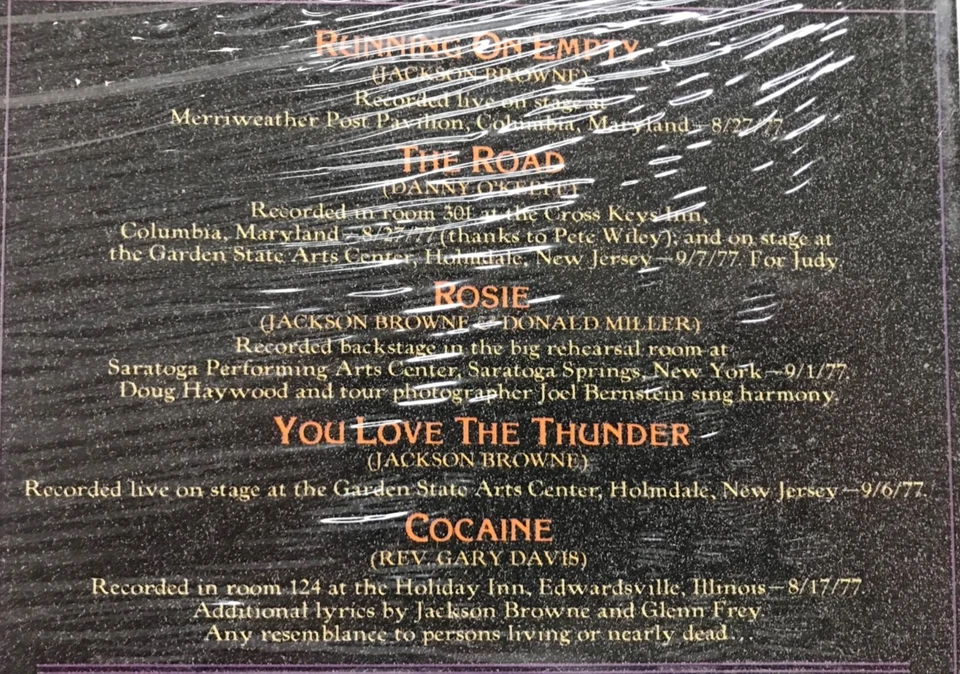 RUNNING ON EMPTY
(JACKSON BROWNE)
Recorded live on stage at
Merriweather Post Pavilion, Columbia, Maryland—8/27/77.
THE ROAD
(DANNY O'KEEFE)
Recorded in room 301 at the Cross Keys Inn,
Columbia, Maryland—8/27/77 (thanks to Pete Wiley); and on stage at
the Garden State Arts Center, Holmdale, New Jersey—9/7/77. For Judy.
ROSIE
(JACKSON BROWNE & DONALD MILLER)
Recorded backstage in the big rehearsal room at
Saratoga Performing Arts Center, Saratoga Springs, New York—9/1/77.
Doug Haywood and tour photographer Joel Bernstein sing harmony.
YOU LOVE THE THUNDER
(JACKSON BROWNE)
Recorded live on stage at the Garden State Arts Center, Holmdale, New Jersey—9/6/77.
COCAINE
(REV. GARY DAVIS)
Recorded in room 124 at the Holiday Inn, Edwardsville, Illinois—8/17/77.
Additional lyrics by Jackson Browne and Glenn Frey.
Any resemblance to persons living or nearly dead...